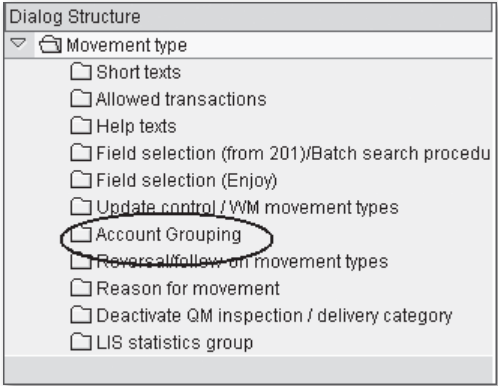 Dialog Structure
Movement type
Short texts
Allowed transactions
Help texts
Field selection (from 201)/Batch search procedu
Field selection (Enjoy)
Update control / WM movement types
Account Grouping
Reversal/follow-on movement types
Reason for movement
Deactivate QM inspection / delivery category
LIS statistics group